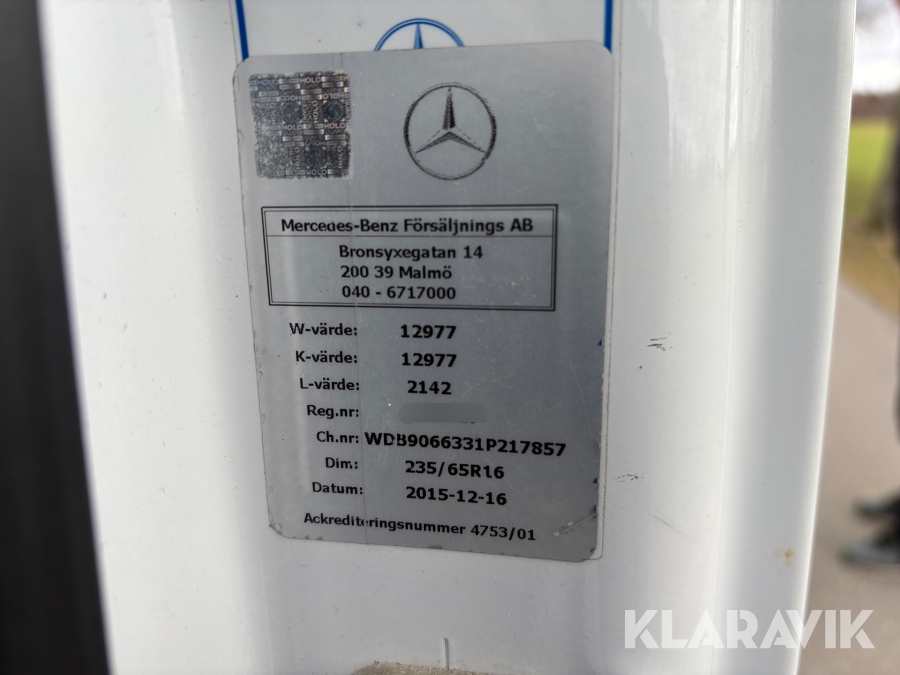 HOLO
Mercedes-Benz Försäljnings AB
Bronsyxegatan 14
200 39 Malmö
040 - 6717000
W-värde: 12977
K-värde: 12977
L-värde: 2142
Reg.nr:
Ch.nr: WDB9066331P217857
Dim: 235/65R16
Datum: 2015-12-16
Ackrediteringsnummer 4753/01
KLARAVIK